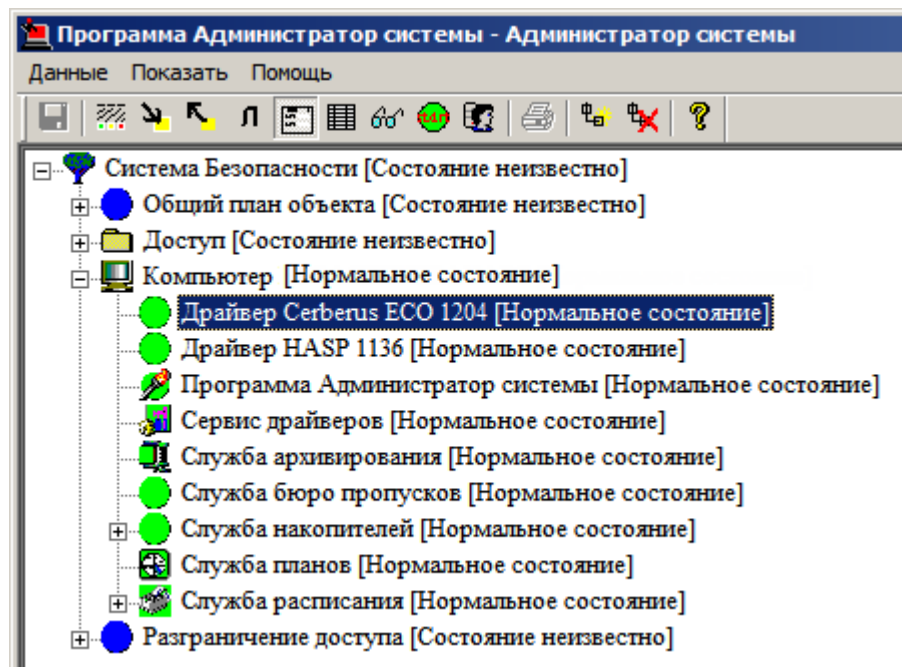 Программа Администратор системы - Администратор системы
Данные Показать Помощь
Л
Система Безопасности [Состояние неизвестно]
Общий план объекта [Состояние неизвестно]
Доступ [Состояние неизвестно]
Компьютер [Нормальное состояние]
Драйвер Cerberus ECO 1204 [Нормальное состояние]
Драйвер HASP 1136 [Нормальное состояние]
Программа Администратор системы [Нормальное состояние]
Сервис драйверов [Нормальное состояние]
Служба архивирования [Нормальное состояние]
Служба бюро пропусков [Нормальное состояние]
Служба накопителей [Нормальное состояние]
Служба планов [Нормальное состояние]
Служба расписания [Нормальное состояние]
Разграничение доступа [Состояние неизвестно]